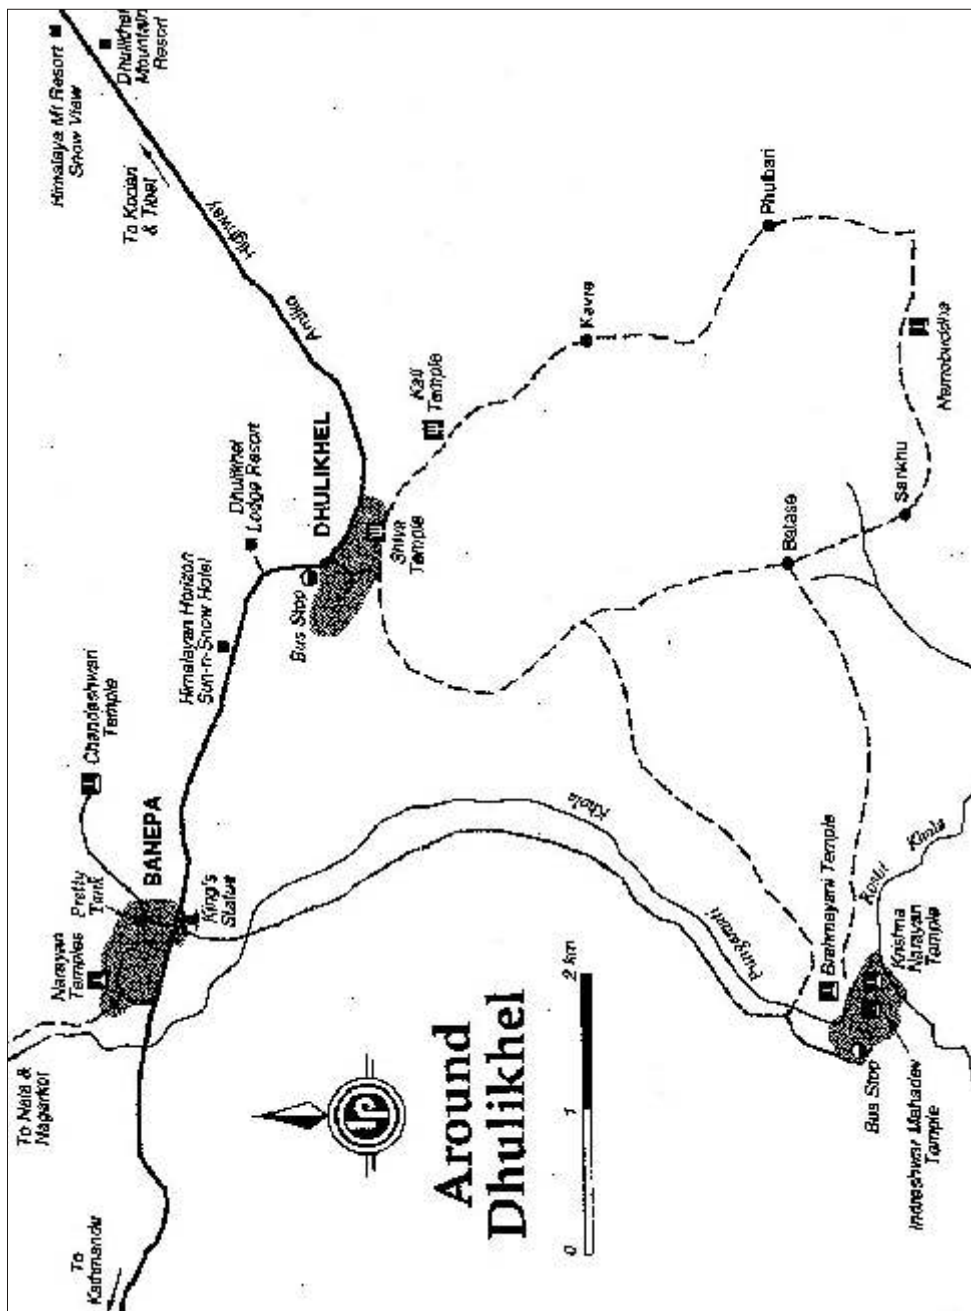 Around
Dhulikhel
0
1
2 km
To
Kathmandu
To Nala &
Nagarkot
Narayan
Temples
Pretty
Tank
BANEPA
King's
Statue
Chandeshwari
Temple
Himalayan Horizon
Sun-n-Snow Hotel
Dhulikhel
Lodge Resort
DHULIKHEL
Bus Stop
Shiva
Temple
Kali
Temple
Arniko
Highway
To Kodari
& Tibet
Himalaya Mt Resort
Snow View
Dhulikhel
Mountain
Resort
Kavre
Phulbari
Namobuddha
Sankhu
Batase
Punyamati
Khola
Brahmayani Temple
Roshi
Khola
Krishna
Narayan
Temple
Bus Stop
Indreshwar Mahadev
Temple